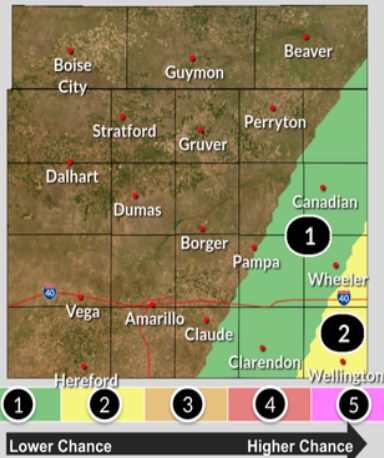 Beaver
Boise
City
Guymon
Perryton
Stratford
Gruver
Dalhart
Canadian
Dumas
Borger
1
Pampa
Wheeler
40
40
Vega
Amarillo
Claude
2
Clarendon
Hereford
Wellington
1 2 3 4 5
Lower Chance Higher Chance